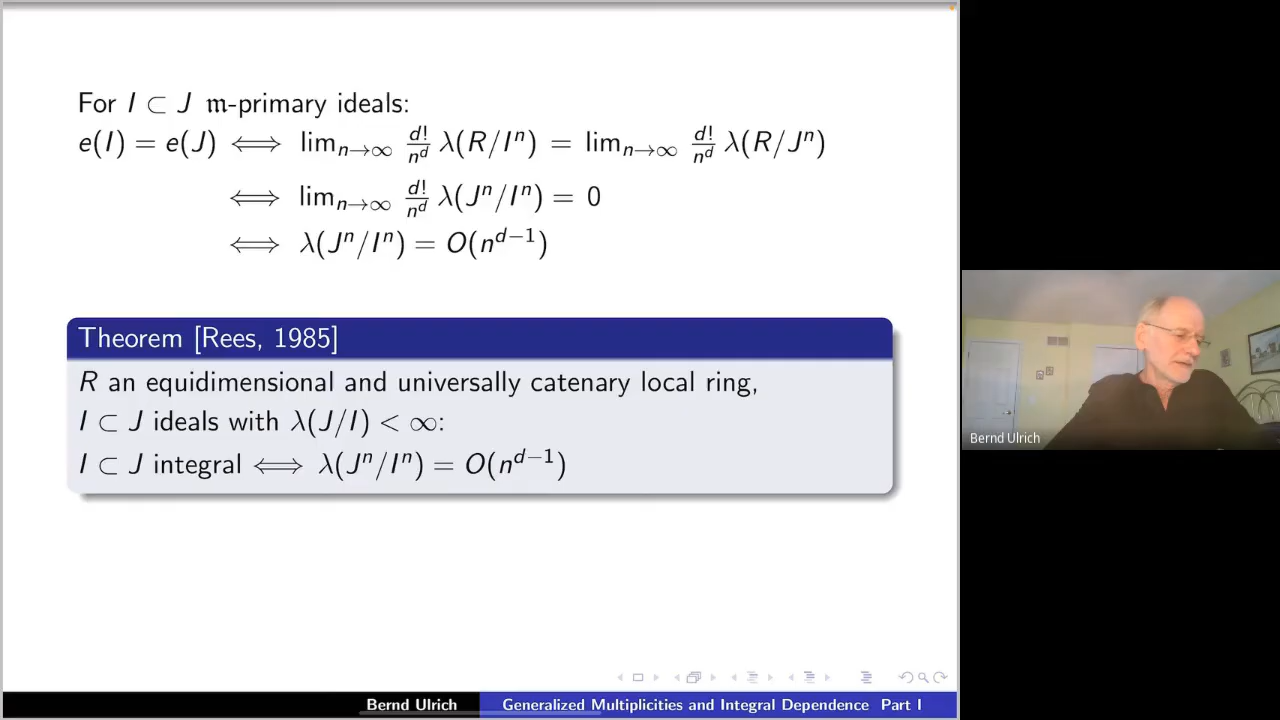 For I ⊂ J 𝔪-primary ideals:
e(I) = e(J) ⟺ lim_{n→∞} d!/n^d λ(R/I^n) = lim_{n→∞} d!/n^d λ(R/J^n)
⟺ lim_{n→∞} d!/n^d λ(J^n/I^n) = 0
⟺ λ(J^n/I^n) = O(n^{d−1})
Theorem [Rees, 1985]
R an equidimensional and universally catenary local ring,
I ⊂ J ideals with λ(J/I) < ∞:
I ⊂ J integral ⟺ λ(J^n/I^n) = O(n^{d−1})
Bernd Ulrich
Bernd Ulrich Generalized Multiplicities and Integral Dependence Part I